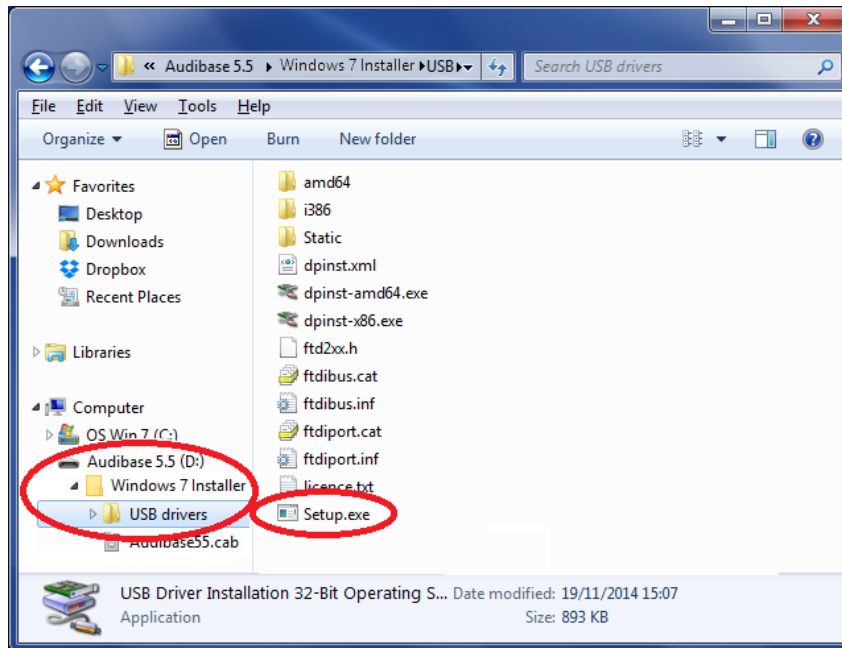 « Audibase 5.5 ▸ Windows 7 Installer ▸USB▸
Search USB drivers
File Edit View Tools Help
Organize Open Burn New folder
Favorites
Desktop
Downloads
Dropbox
Recent Places
Libraries
Computer
OS Win 7 (C:)
Audibase 5.5 (D:)
Windows 7 Installer
USB drivers
Audibase55.cab
amd64
i386
Static
dpinst.xml
dpinst-amd64.exe
dpinst-x86.exe
ftd2xx.h
ftdibus.cat
ftdibus.inf
ftdiport.cat
ftdiport.inf
licence.txt
Setup.exe
USB Driver Installation 32-Bit Operating S... Date modified: 19/11/2014 15:07
Application Size: 893 KB